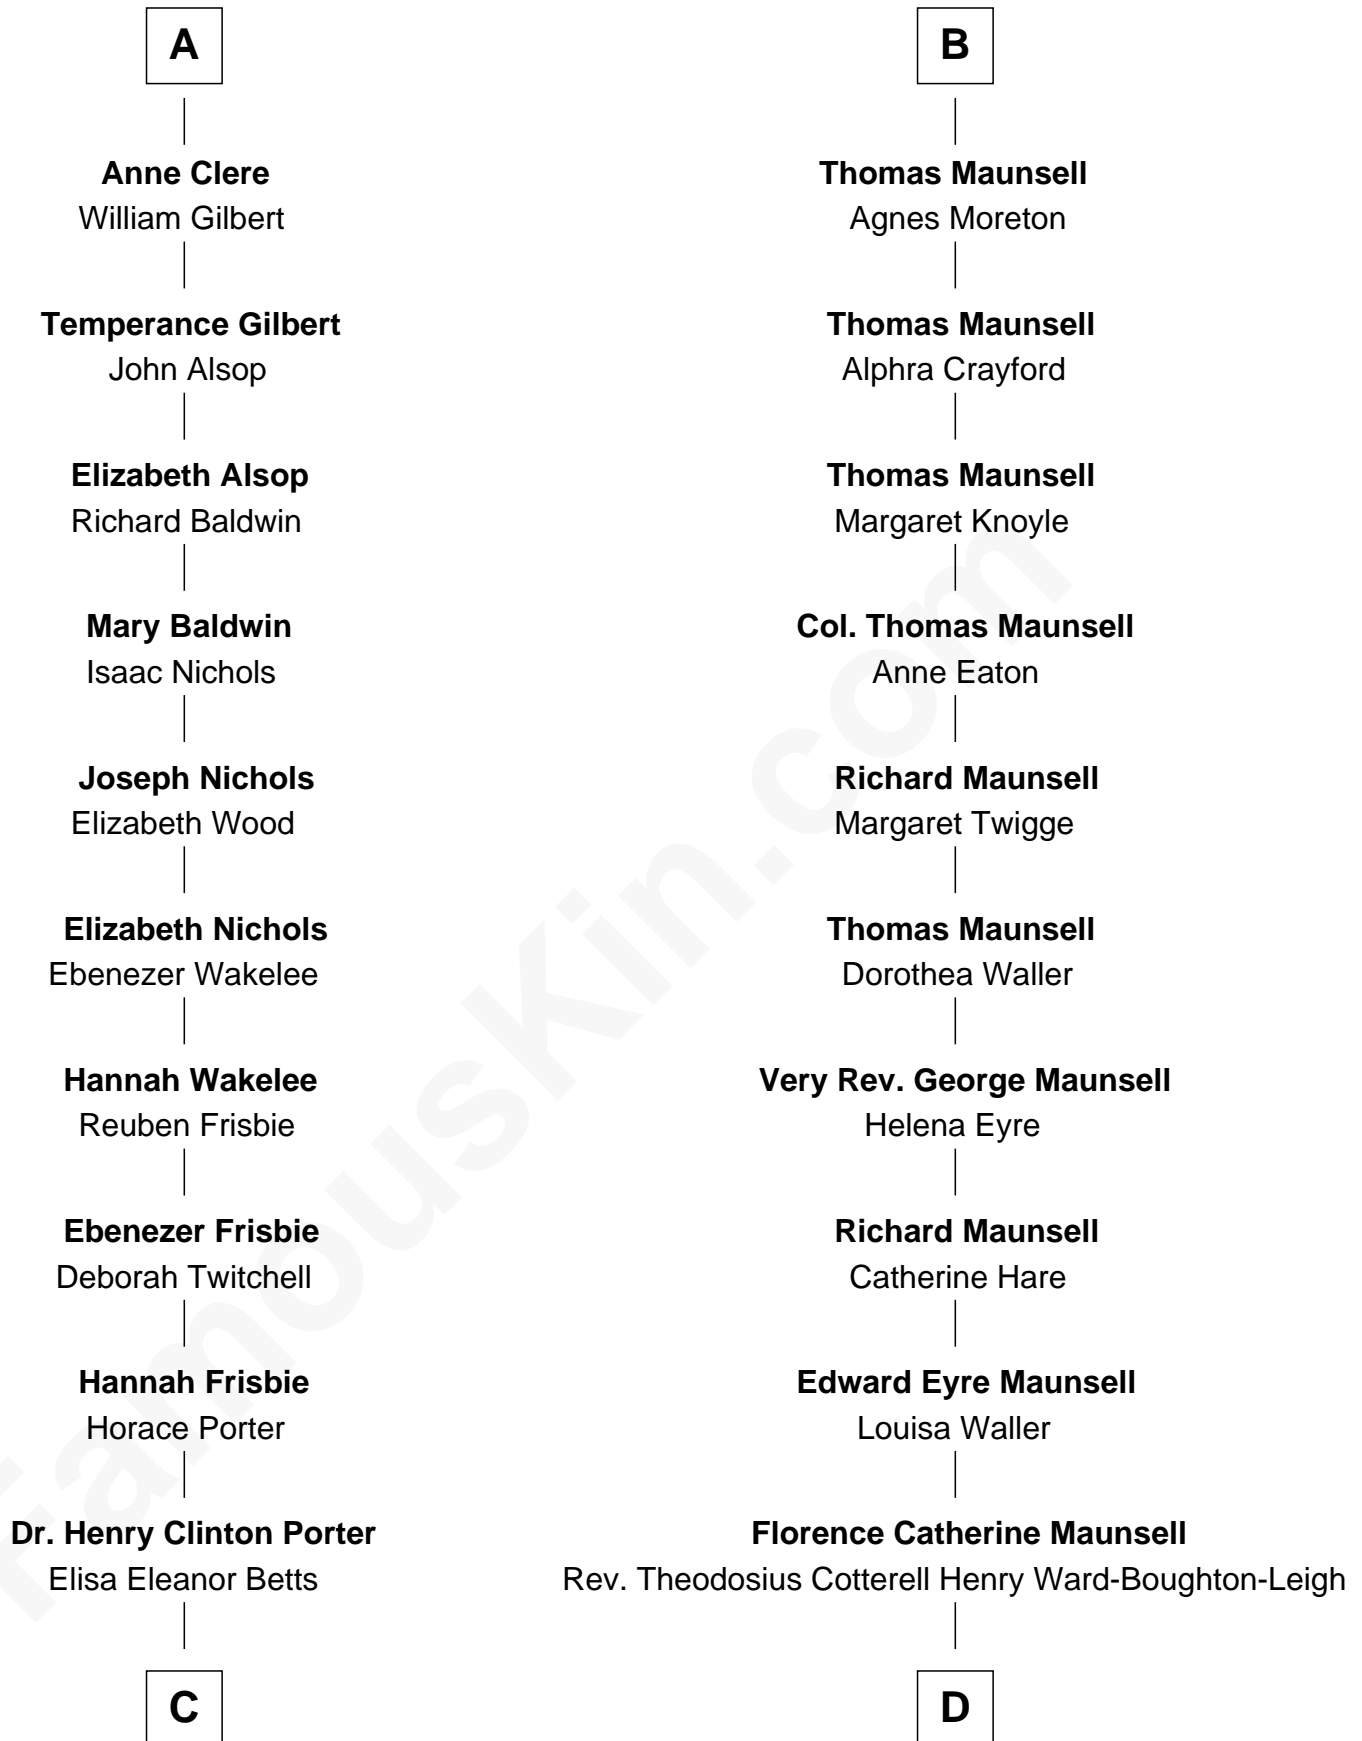 A
Anne Clere
William Gilbert
Temperance Gilbert
John Alsop
Elizabeth Alsop
Richard Baldwin
Mary Baldwin
Isaac Nichols
Joseph Nichols
Elizabeth Wood
Elizabeth Nichols
Ebenezer Wakelee
Hannah Wakelee
Reuben Frisbie
Ebenezer Frisbie
Deborah Twitchell
Hannah Frisbie
Horace Porter
Dr. Henry Clinton Porter
Elisa Eleanor Betts
C
B
Thomas Maunsell
Agnes Moreton
Thomas Maunsell
Alphra Crayford
Thomas Maunsell
Margaret Knoyle
Col. Thomas Maunsell
Anne Eaton
Richard Maunsell
Margaret Twigge
Thomas Maunsell
Dorothea Waller
Very Rev. George Maunsell
Helena Eyre
Richard Maunsell
Catherine Hare
Edward Eyre Maunsell
Louisa Waller
Florence Catherine Maunsell
Rev. Theodosius Cotterell Henry Ward-Boughton-Leigh
D
FamousKin.com